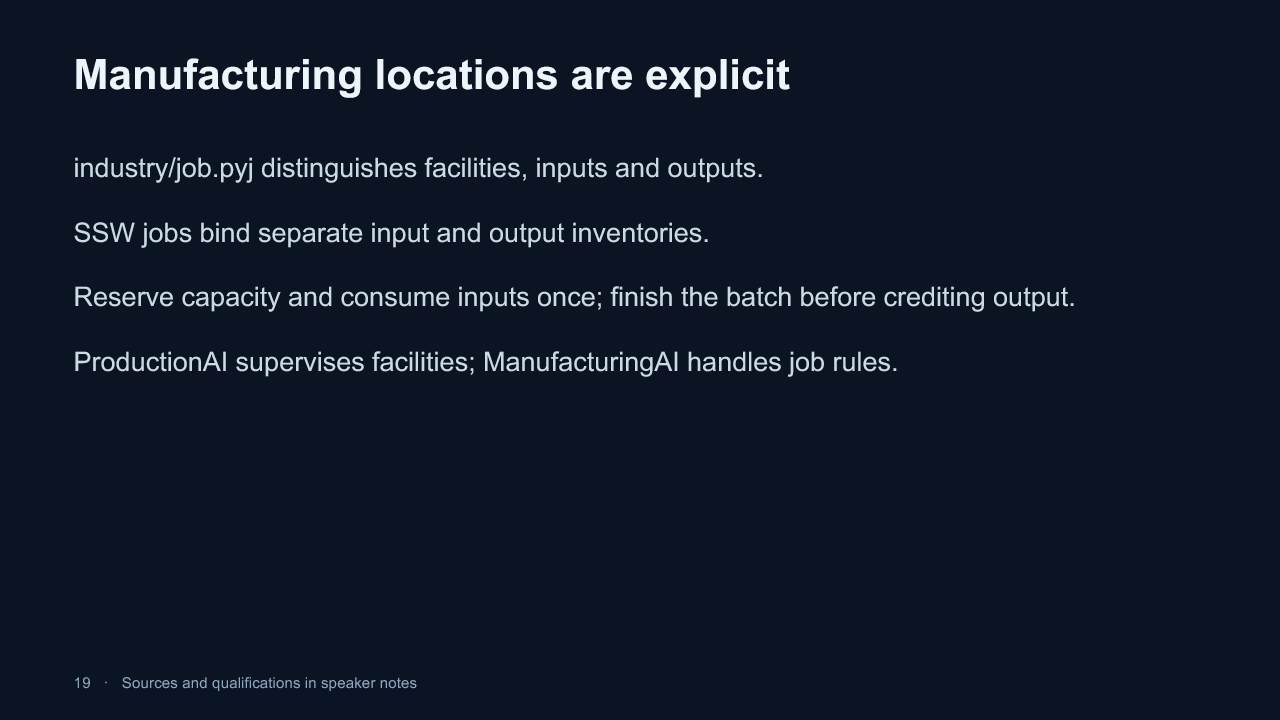 Manufacturing locations are explicit
industry/job.pyj distinguishes facilities, inputs and outputs.
SSW jobs bind separate input and output inventories.
Reserve capacity and consume inputs once; finish the batch before crediting output.
ProductionAI supervises facilities; ManufacturingAI handles job rules.
19 · Sources and qualifications in speaker notes